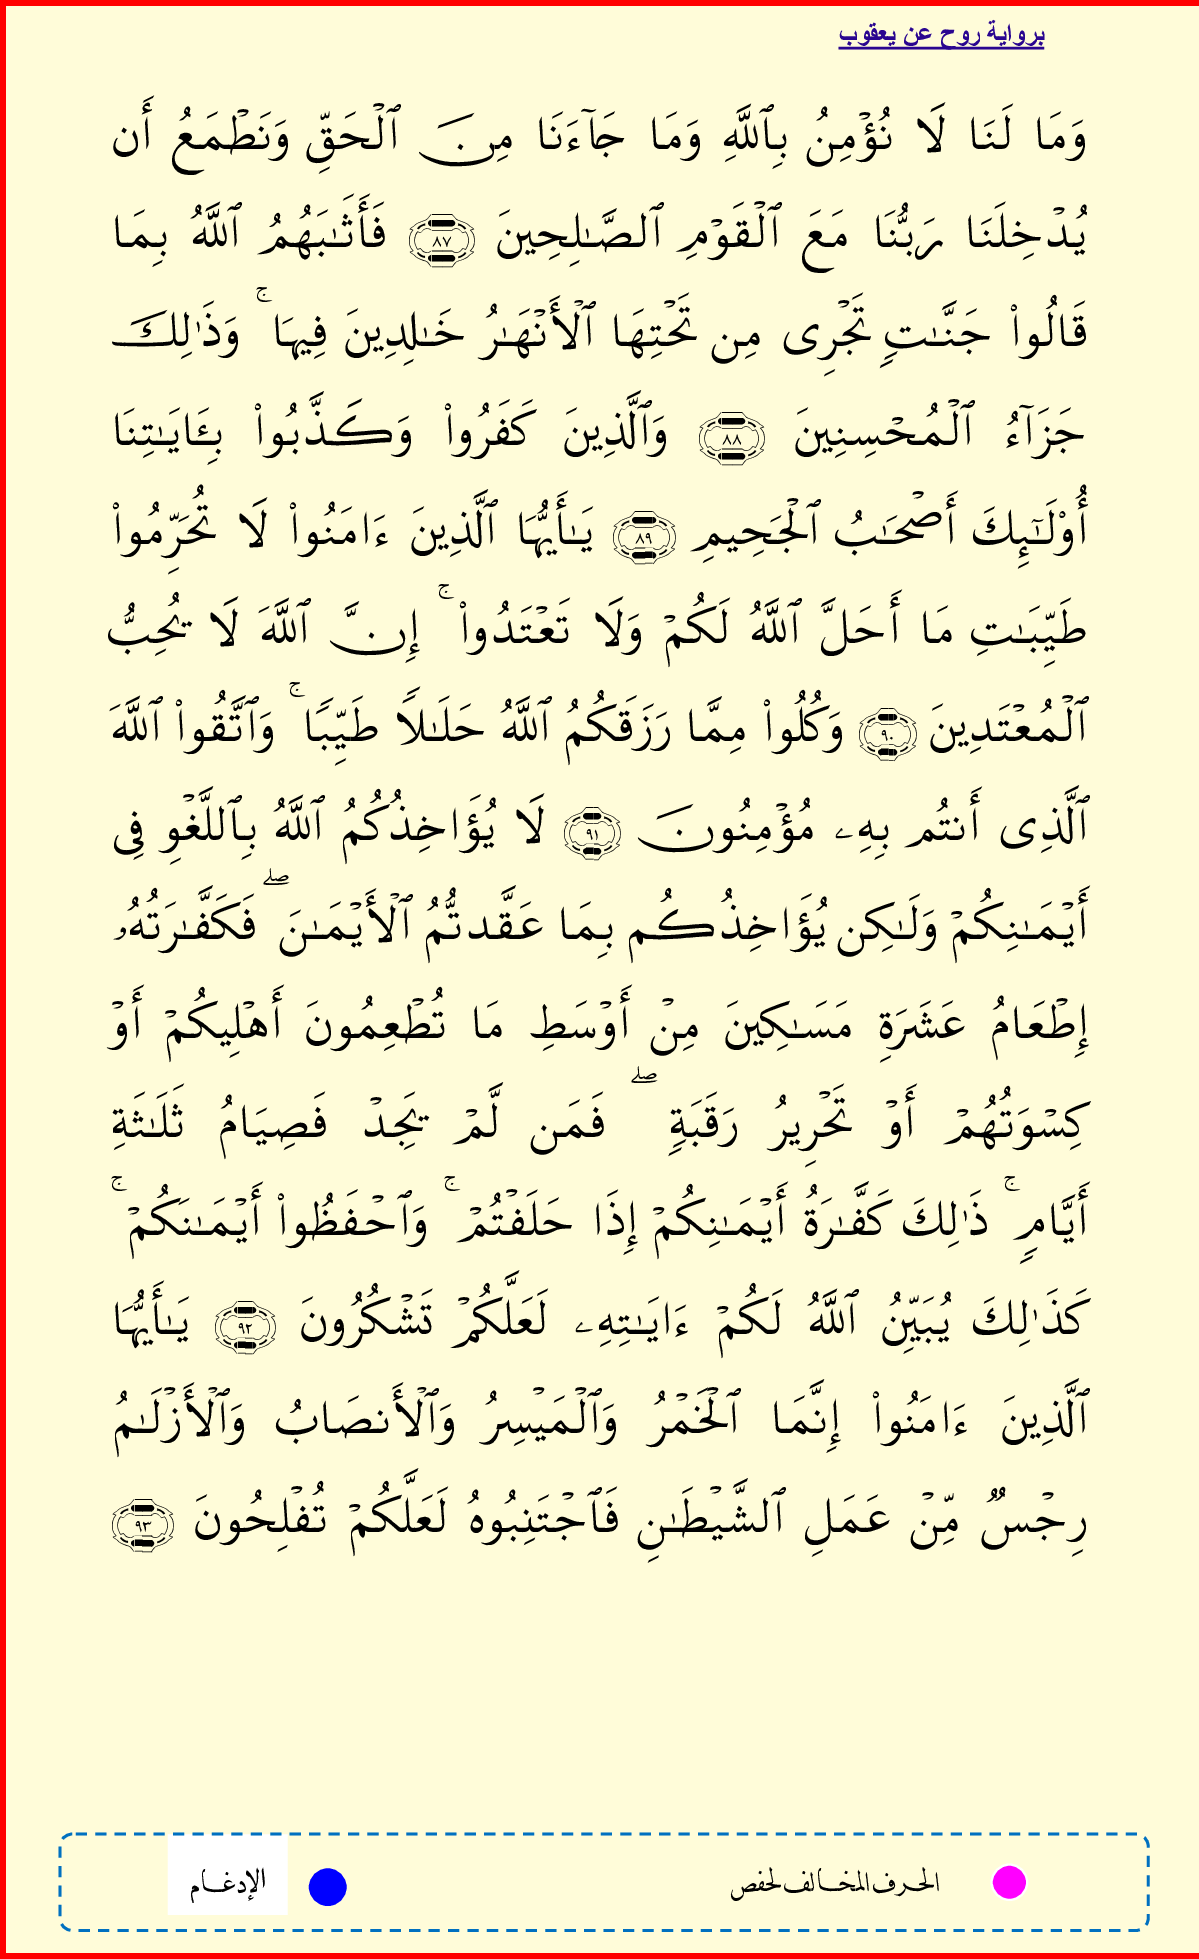 برواية روح عن يعقوب
وَمَا لَنَا لَا نُؤۡمِنُ بِٱللَّهِ وَمَا جَآءَنَا مِنَ ٱلۡحَقِّ وَنَطۡمَعُ أَن
يُدۡخِلَنَا رَبُّنَا مَعَ ٱلۡقَوۡمِ ٱلصَّٰلِحِينَ ٨٧ فَأَثَٰبَهُمُ ٱللَّهُ بِمَا
قَالُواْ جَنَّٰتٖ تَجۡرِي مِن تَحۡتِهَا ٱلۡأَنۡهَٰرُ خَٰلِدِينَ فِيهَاۚ وَذَٰلِكَ
جَزَآءُ ٱلۡمُحۡسِنِينَ ٨٨ وَٱلَّذِينَ كَفَرُواْ وَكَذَّبُواْ بِـَٔايَٰتِنَا
أُوْلَٰٓئِكَ أَصۡحَٰبُ ٱلۡجَحِيمِ ٨٩ يَٰأَيُّهَا ٱلَّذِينَ ءَامَنُواْ لَا تُحَرِّمُواْ
طَيِّبَٰتِ مَا أَحَلَّ ٱللَّهُ لَكُمۡ وَلَا تَعۡتَدُواْۚ إِنَّ ٱللَّهَ لَا يُحِبُّ
ٱلۡمُعۡتَدِينَ ٩٠ وَكُلُواْ مِمَّا رَزَقَكُمُ ٱللَّهُ حَلَٰلٗا طَيِّبٗاۚ وَٱتَّقُواْ ٱللَّهَ
ٱلَّذِي أَنتُم بِهِۦ مُؤۡمِنُونَ ٩١ لَا يُؤَاخِذُكُمُ ٱللَّهُ بِٱللَّغۡوِ فِي
أَيۡمَٰنِكُمۡ وَلَٰكِن يُؤَاخِذُكُم بِمَا عَقَّدتُّمُ ٱلۡأَيۡمَٰنَۖ فَكَفَّٰرَتُهُۥ
إِطۡعَامُ عَشَرَةِ مَسَٰكِينَ مِنۡ أَوۡسَطِ مَا تُطۡعِمُونَ أَهۡلِيكُمۡ أَوۡ
كِسۡوَتُهُمۡ أَوۡ تَحۡرِيرُ رَقَبَةٖۖ فَمَن لَّمۡ يَجِدۡ فَصِيَامُ ثَلَٰثَةِ
أَيَّامٖۚ ذَٰلِكَ كَفَّٰرَةُ أَيۡمَٰنِكُمۡ إِذَا حَلَفۡتُمۡۚ وَٱحۡفَظُواْ أَيۡمَٰنَكُمۡۚ
كَذَٰلِكَ يُبَيِّنُ ٱللَّهُ لَكُمۡ ءَايَٰتِهِۦ لَعَلَّكُمۡ تَشۡكُرُونَ ٩٢ يَٰأَيُّهَا
ٱلَّذِينَ ءَامَنُواْ إِنَّمَا ٱلۡخَمۡرُ وَٱلۡمَيۡسِرُ وَٱلۡأَنصَابُ وَٱلۡأَزۡلَٰمُ
رِجۡسٞ مِّنۡ عَمَلِ ٱلشَّيۡطَٰنِ فَٱجۡتَنِبُوهُ لَعَلَّكُمۡ تُفۡلِحُونَ ٩٣
الحرف المخالف لحفص الإدغام